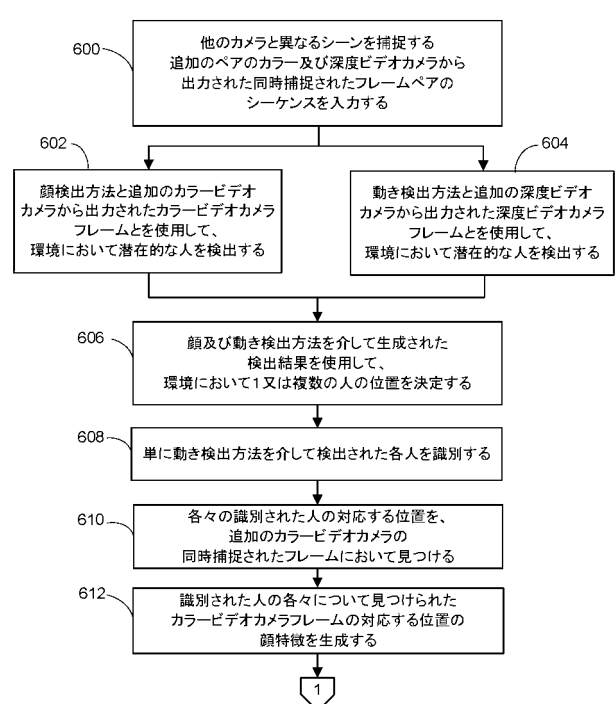 600
他のカメラと異なるシーンを捕捉する
追加のペアのカラー及び深度ビデオカメラから
出力された同時捕捉されたフレームペアの
シーケンスを入力する
602
顔検出方法と追加のカラービデオ
カメラから出力されたカラービデオカメラ
フレームとを使用して、
環境において潜在的な人を検出する
604
動き検出方法と追加の深度ビデオ
カメラから出力された深度ビデオカメラ
フレームとを使用して、
環境において潜在的な人を検出する
606
顔及び動き検出方法を介して生成された
検出結果を使用して、
環境において1又は複数の人の位置を決定する
608
単に動き検出方法を介して検出された各人を識別する
610
各々の識別された人の対応する位置を、
追加のカラービデオカメラの
同時捕捉されたフレームにおいて見つける
612
識別された人の各々について見つけられた
カラービデオカメラフレームの対応する位置の
顔特徴を生成する
1